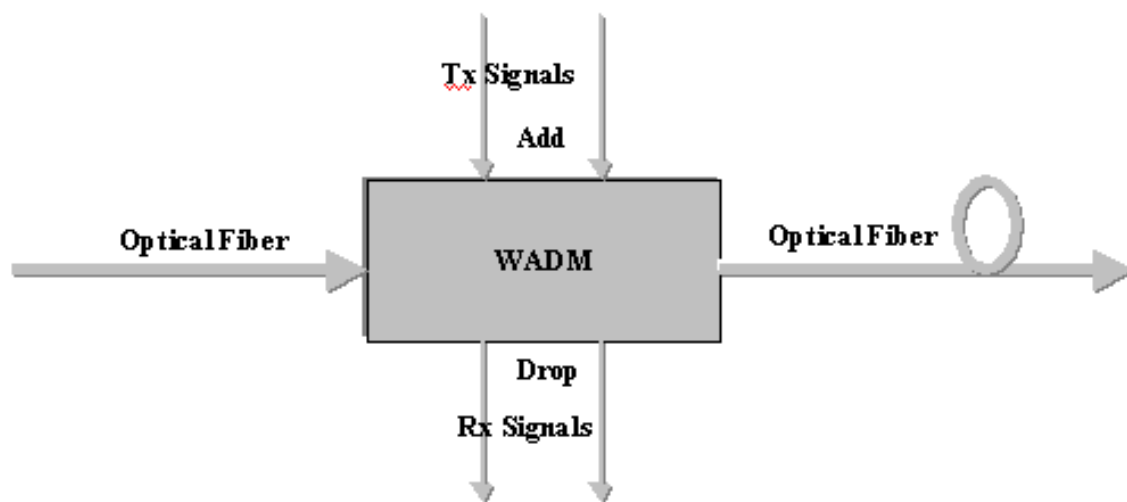 Tx Signals
Add
Optical Fiber
WADM
Optical Fiber
Drop
Rx Signals